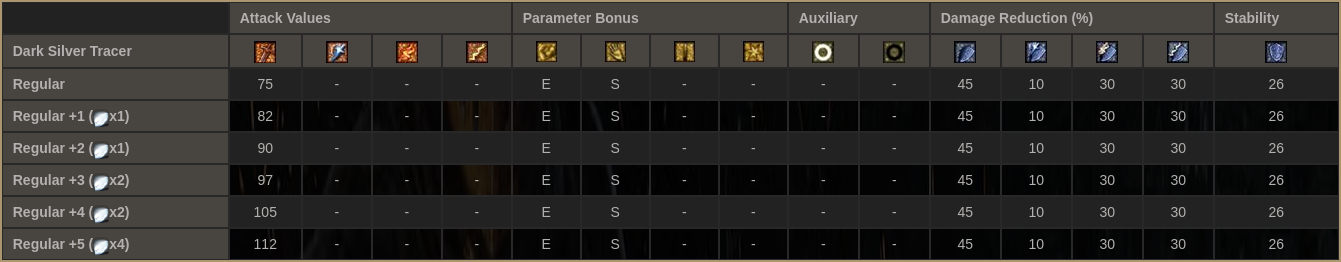 Attack Values Parameter Bonus Auxiliary Damage Reduction (%) Stability
Dark Silver Tracer
Regular 75 - - - E S - - - - 45 10 30 30 26
Regular +1 (x1) 82 - - - E S - - - - 45 10 30 30 26
Regular +2 (x1) 90 - - - E S - - - - 45 10 30 30 26
Regular +3 (x2) 97 - - - E S - - - - 45 10 30 30 26
Regular +4 (x2) 105 - - - E S - - - - 45 10 30 30 26
Regular +5 (x4) 112 - - - E S - - - - 45 10 30 30 26